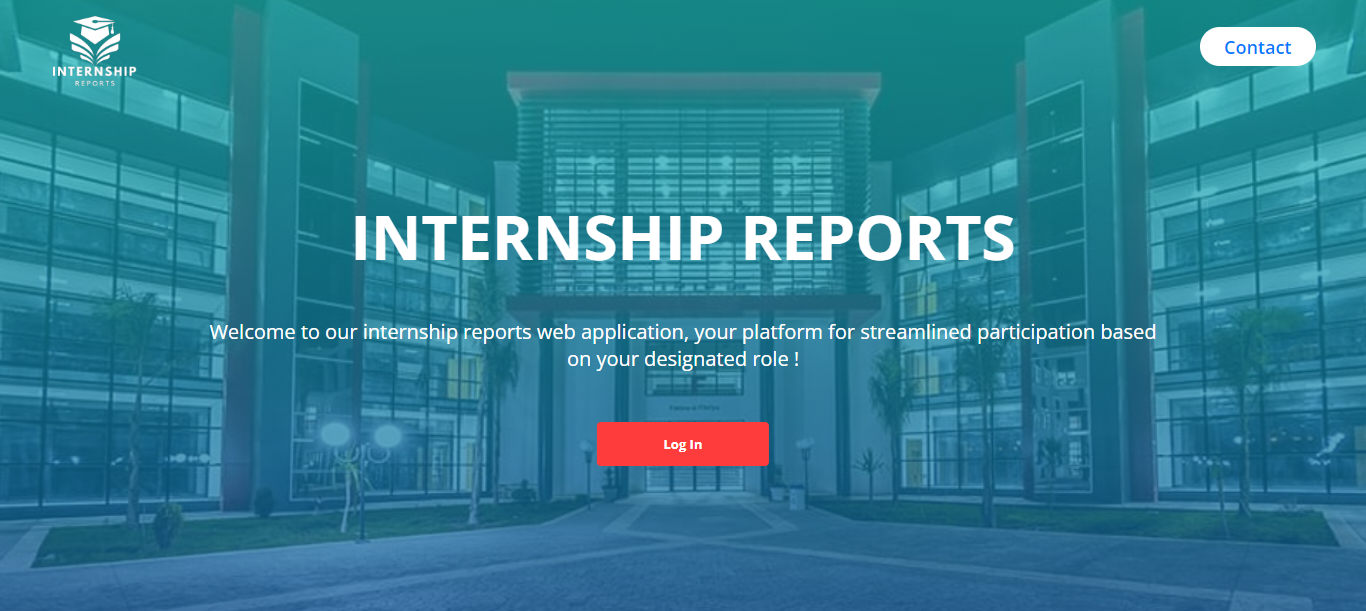 INTERNSHIP
REPORTS
Contact
INTERNSHIP REPORTS
Welcome to our internship reports web application, your platform for streamlined participation based
on your designated role !
Log In